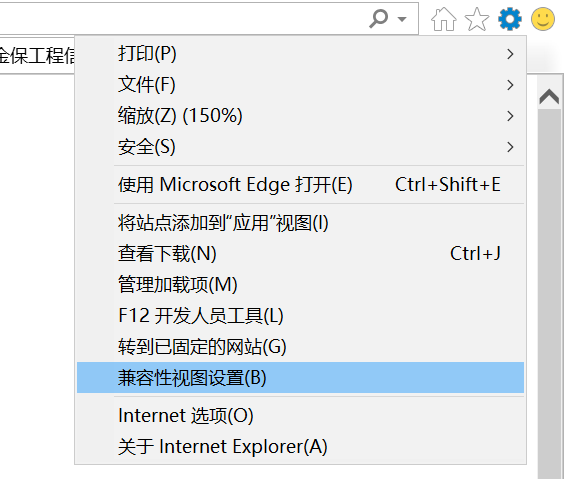 金保工程信
打印(P)
文件(F)
缩放(Z) (150%)
安全(S)
使用 Microsoft Edge 打开(E) Ctrl+Shift+E
将站点添加到“应用”视图(I)
查看下载(N) Ctrl+J
管理加载项(M)
F12 开发人员工具(L)
转到已固定的网站(G)
兼容性视图设置(B)
Internet 选项(O)
关于 Internet Explorer(A)